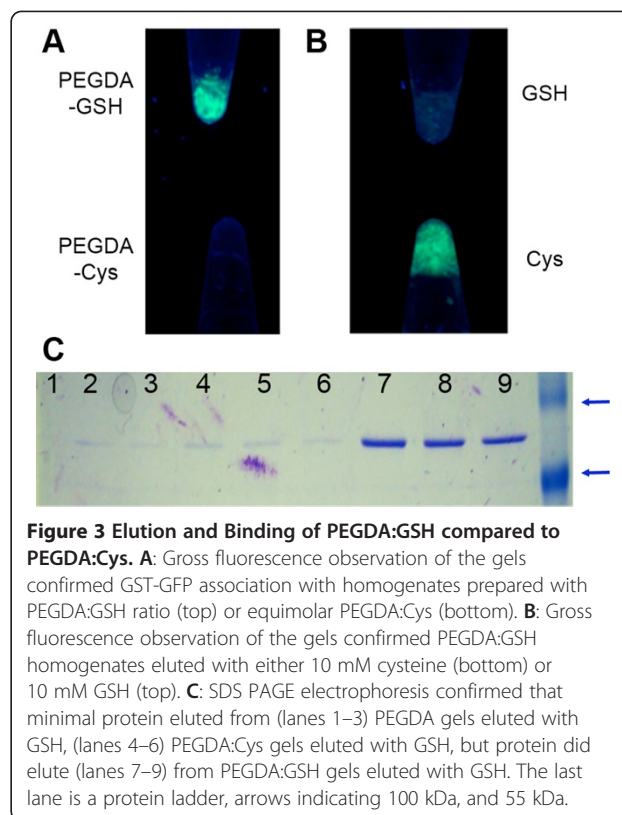 A
B
PEGDA
-GSH
GSH
PEGDA
-Cys
Cys
C
1 2 3 4 5 6 7 8 9
Figure 3 Elution and Binding of PEGDA:GSH compared to
PEGDA:Cys. A: Gross fluorescence observation of the gels
confirmed GST-GFP association with homogenates prepared with
PEGDA:GSH ratio (top) or equimolar PEGDA:Cys (bottom). B: Gross
fluorescence observation of the gels confirmed PEGDA:GSH
homogenates eluted with either 10 mM cysteine (bottom) or
10 mM GSH (top). C: SDS PAGE electrophoresis confirmed that
minimal protein eluted from (lanes 1–3) PEGDA gels eluted with
GSH, (lanes 4–6) PEGDA:Cys gels eluted with GSH, but protein did
elute (lanes 7–9) from PEGDA:GSH gels eluted with GSH. The last
lane is a protein ladder, arrows indicating 100 kDa, and 55 kDa.